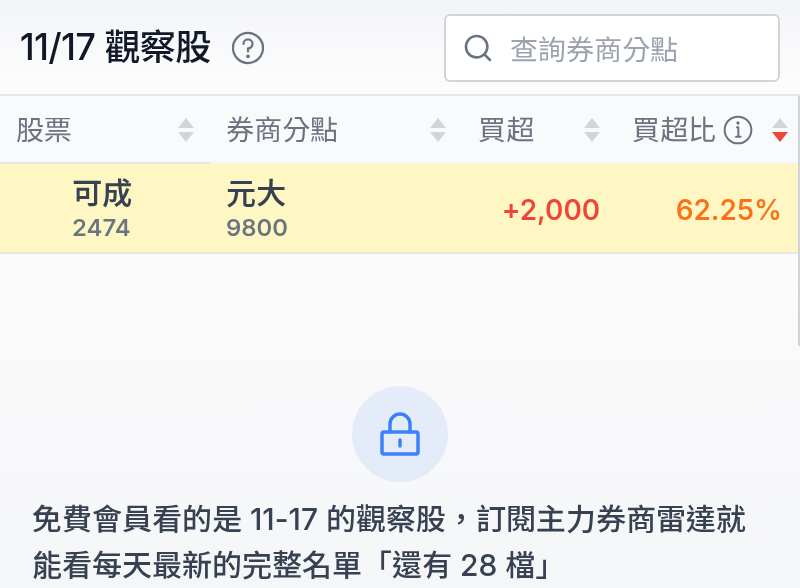 11/17 觀察股
查詢券商分點
股票 券商分點 買超 買超比
可成 元大 +2,000 62.25%
2474 9800
免費會員看的是 11-17 的觀察股，訂閱主力券商雷達就
能看每天最新的完整名單「還有 28 檔」